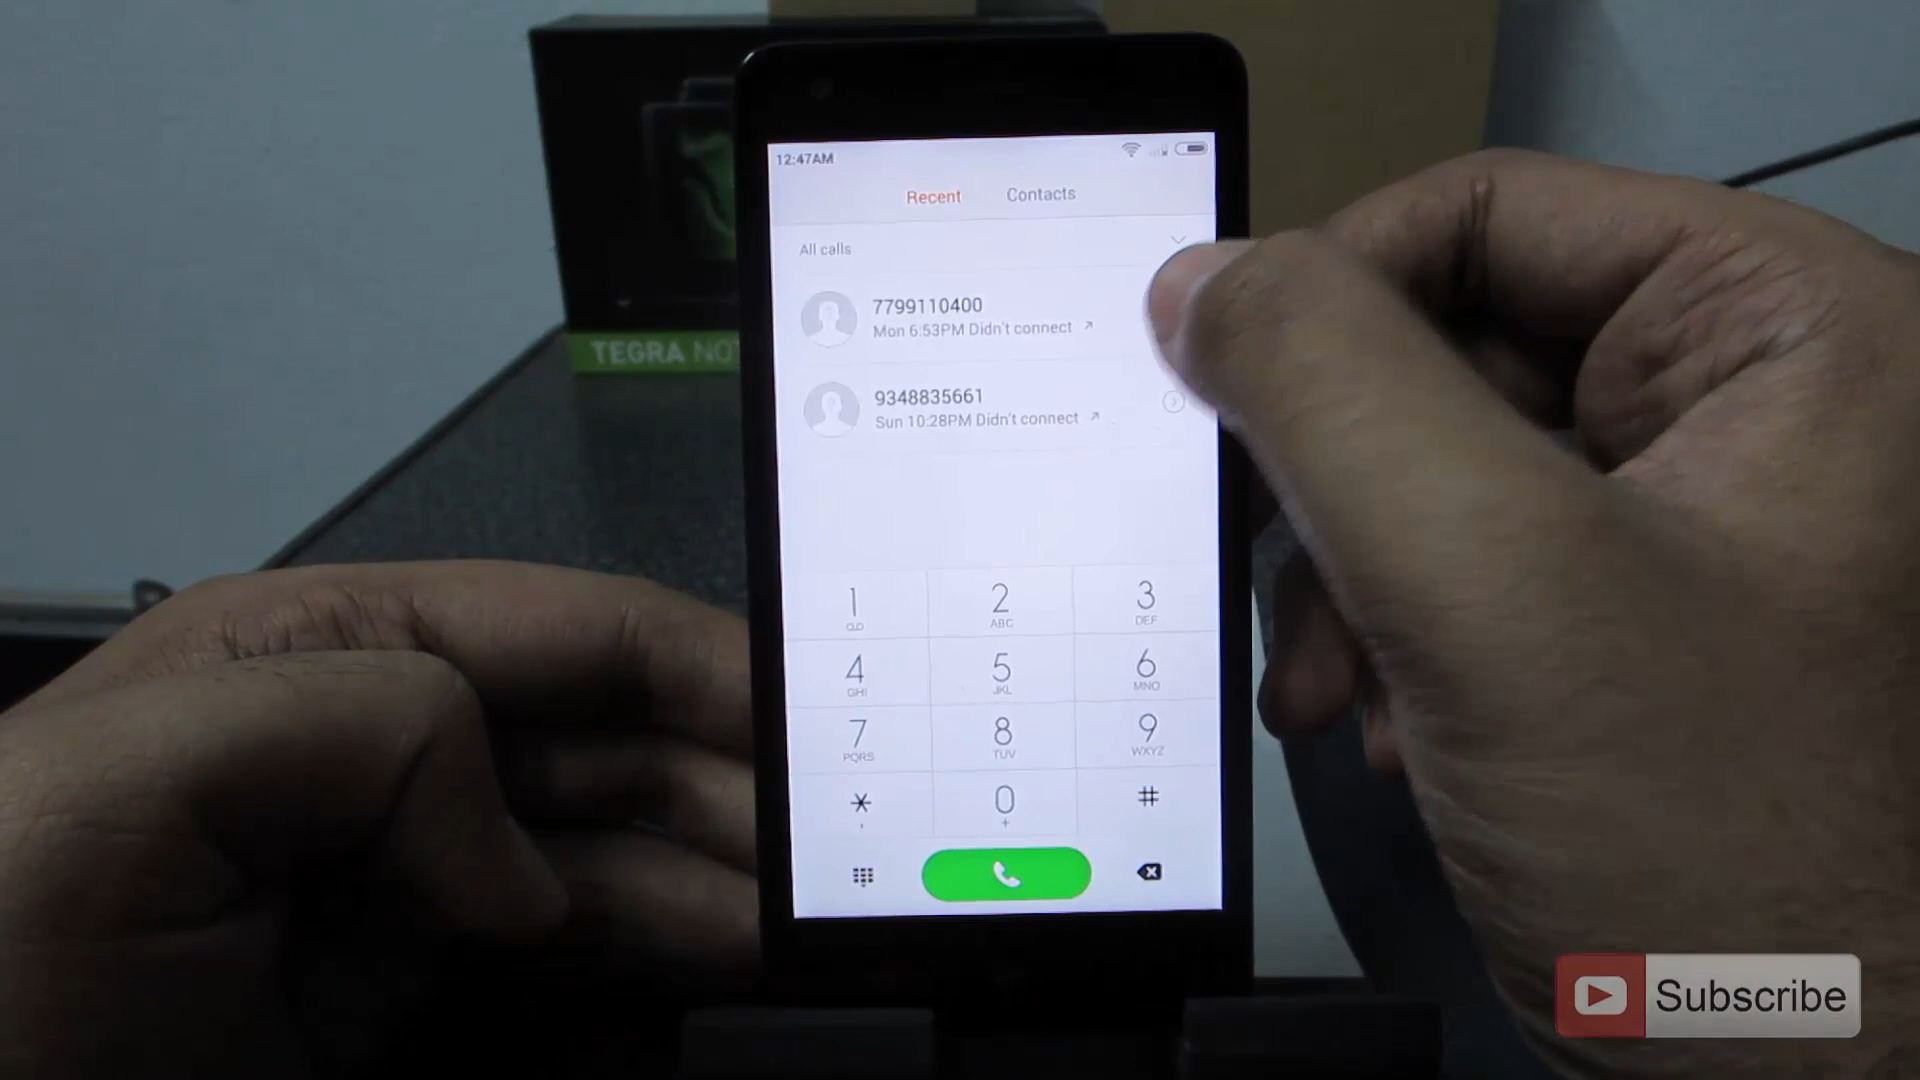 12:47AM
Recent Contacts
All calls
7799110400
Mon 6:53PM Didn't connect
9348835661
Sun 10:28PM Didn't connect
TEGRA NO
1 2 3
ABC DEF
4 5 6
GHI JKL MNO
7 8 9
PQRS TUV WXYZ
* 0 #
, +
Subscribe